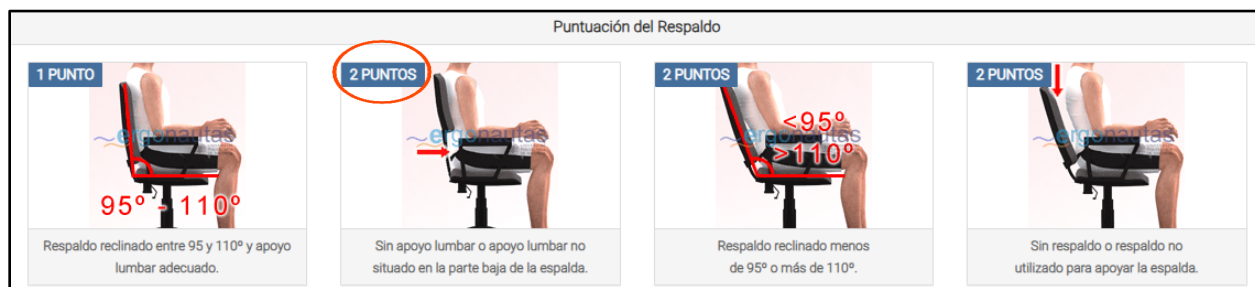 Puntuación del Respaldo
1 PUNTO
ergonautas
95º - 110º
Respaldo reclinado entre 95 y 110º y apoyo
lumbar adecuado.
2 PUNTOS
ergonautas
Sin apoyo lumbar o apoyo lumbar no
situado en la parte baja de la espalda.
2 PUNTOS
ergonautas
<95º
>110º
Respaldo reclinado menos
de 95º o más de 110º.
2 PUNTOS
ergonautas
Sin respaldo o respaldo no
utilizado para apoyar la espalda.